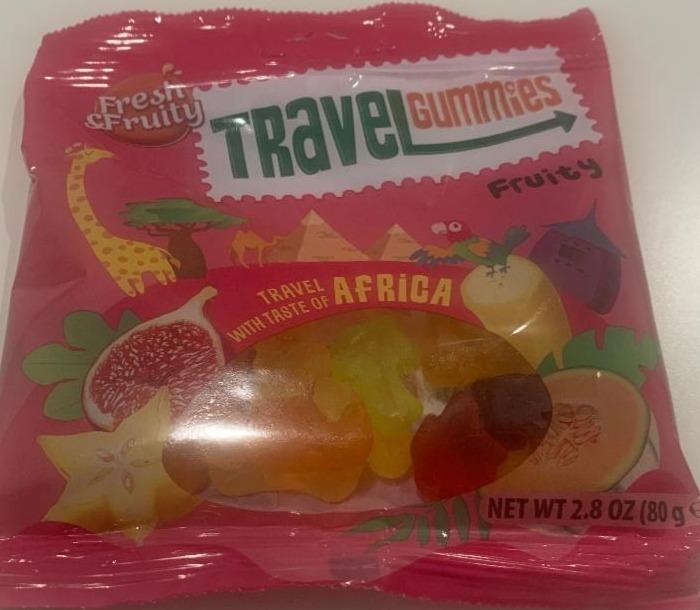 Fresh
&Fruity
TRaveL GUMMiES
Fruity
TRAVEL
WITH TASTE OF AFRICA
NET WT 2.8 OZ (80 g